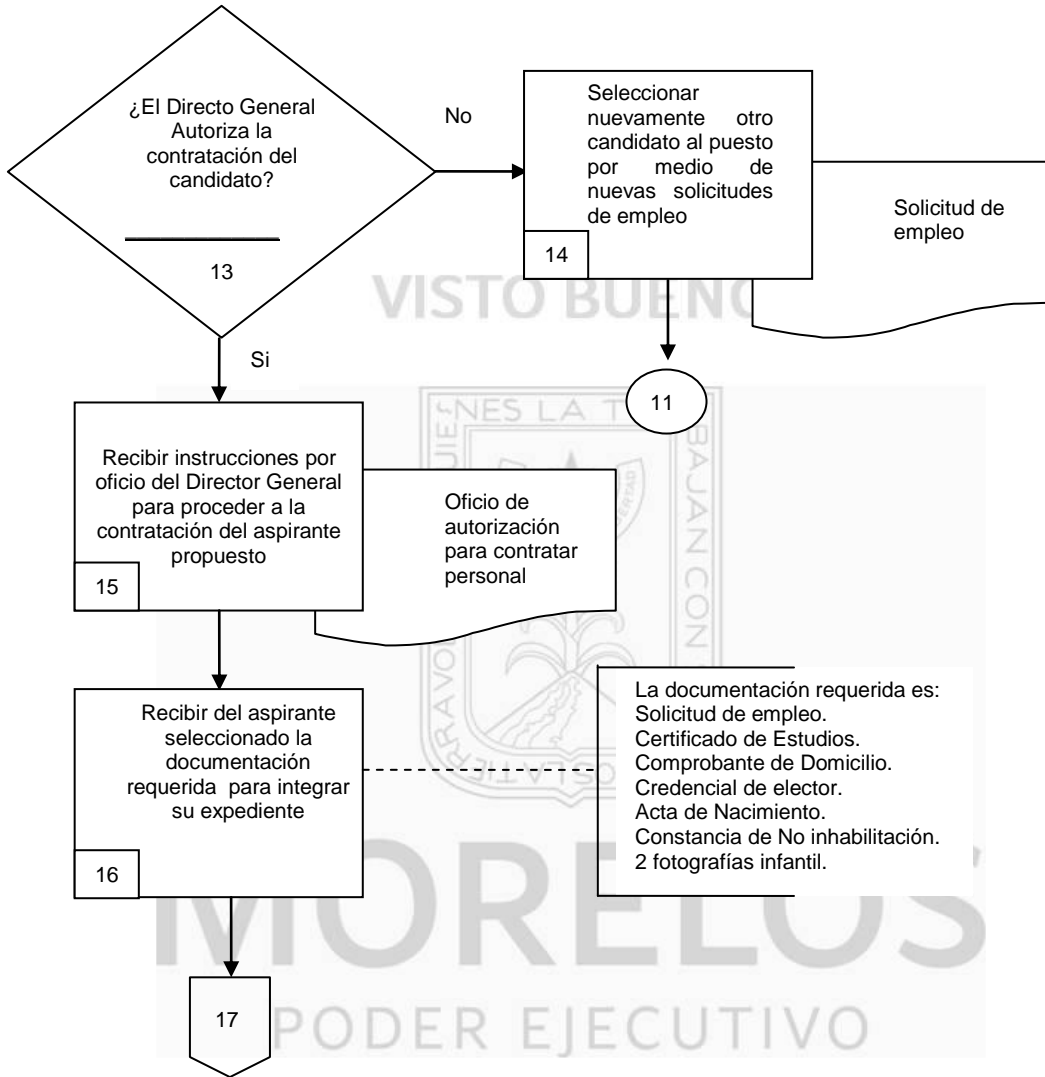 ¿El Directo General
Autoriza la
contratación del
candidato?
13
No
Seleccionar
nuevamente otro
candidato al puesto
por medio de
nuevas solicitudes
de empleo
14
Solicitud de
empleo
VISTO BUENO
11
Si
Recibir instrucciones por
oficio del Director General
para proceder a la
contratación del aspirante
propuesto
15
Oficio de
autorización
para contratar
personal
Recibir del aspirante
seleccionado la
documentación
requerida para integrar
su expediente
16
La documentación requerida es:
Solicitud de empleo.
Certificado de Estudios.
Comprobante de Domicilio.
Credencial de elector.
Acta de Nacimiento.
Constancia de No inhabilitación.
2 fotografías infantil.
17
MORELOS
PODER EJECUTIVO